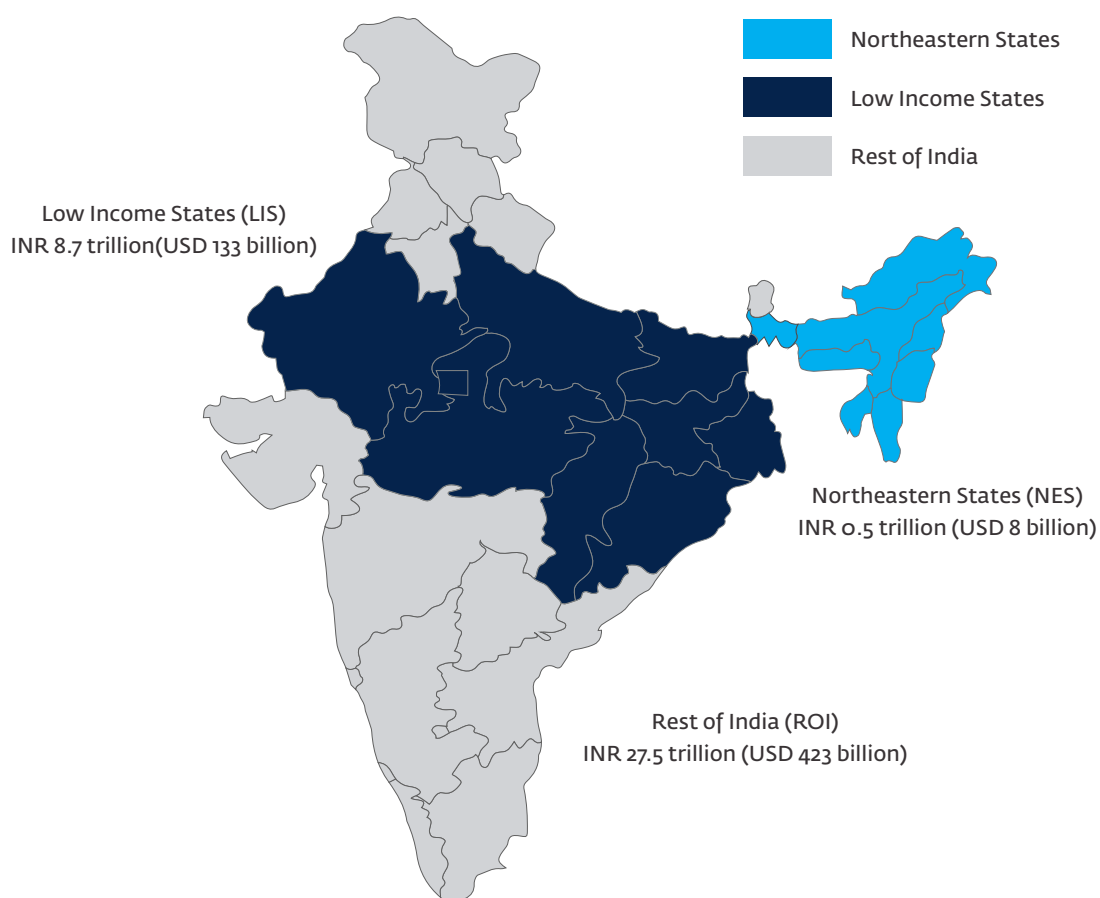 Northeastern States
Low Income States
Rest of India
Low Income States (LIS)
INR 8.7 trillion(USD 133 billion)
Northeastern States (NES)
INR 0.5 trillion (USD 8 billion)
Rest of India (ROI)
INR 27.5 trillion (USD 423 billion)